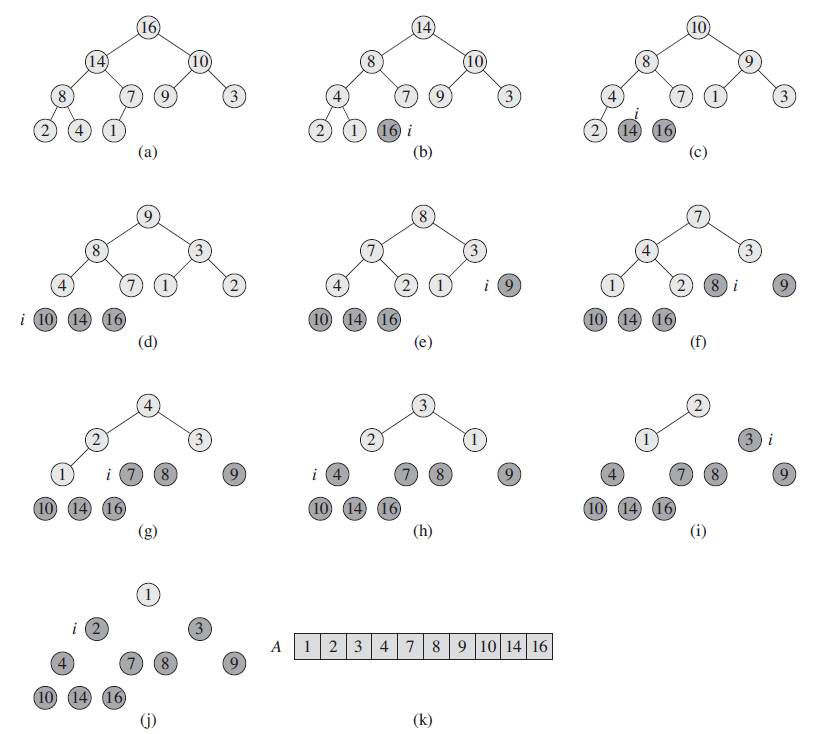 16
14 10
8 7 9 3
2 4 1
(a)
14
8 10
4 7 9 3
2 1 16 i
(b)
10
8 9
4 7 1 3
i
2 14 16
(c)
9
8 3
4 7 1 2
i 10 14 16
(d)
8
7 3
4 2 1 i 9
10 14 16
(e)
7
4 3
1 2 8 i 9
10 14 16
(f)
4
2 3
1 i 7 8 9
10 14 16
(g)
3
2 1
i 4 7 8 9
10 14 16
(h)
2
1 3 i
4 7 8 9
10 14 16
(i)
1
i 2 3
4 7 8 9
10 14 16
(j)
A 1 2 3 4 7 8 9 10 14 16
(k)